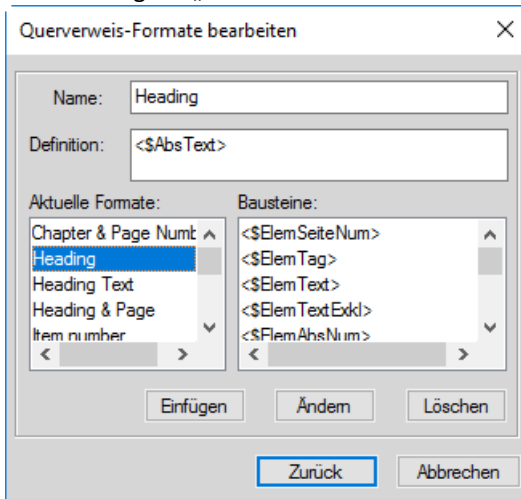 Querverweis-Formate bearbeiten
Name: Heading
Definition: <$AbsText>
Aktuelle Formate: Bausteine:
Chapter & Page Numb <$ElemSeiteNum>
Heading <$ElemTag>
Heading Text <$ElemText>
Heading & Page <$ElemTextExkl>
Item number <$ElemAbsNum>
Einfügen Ändern Löschen
Zurück Abbrechen